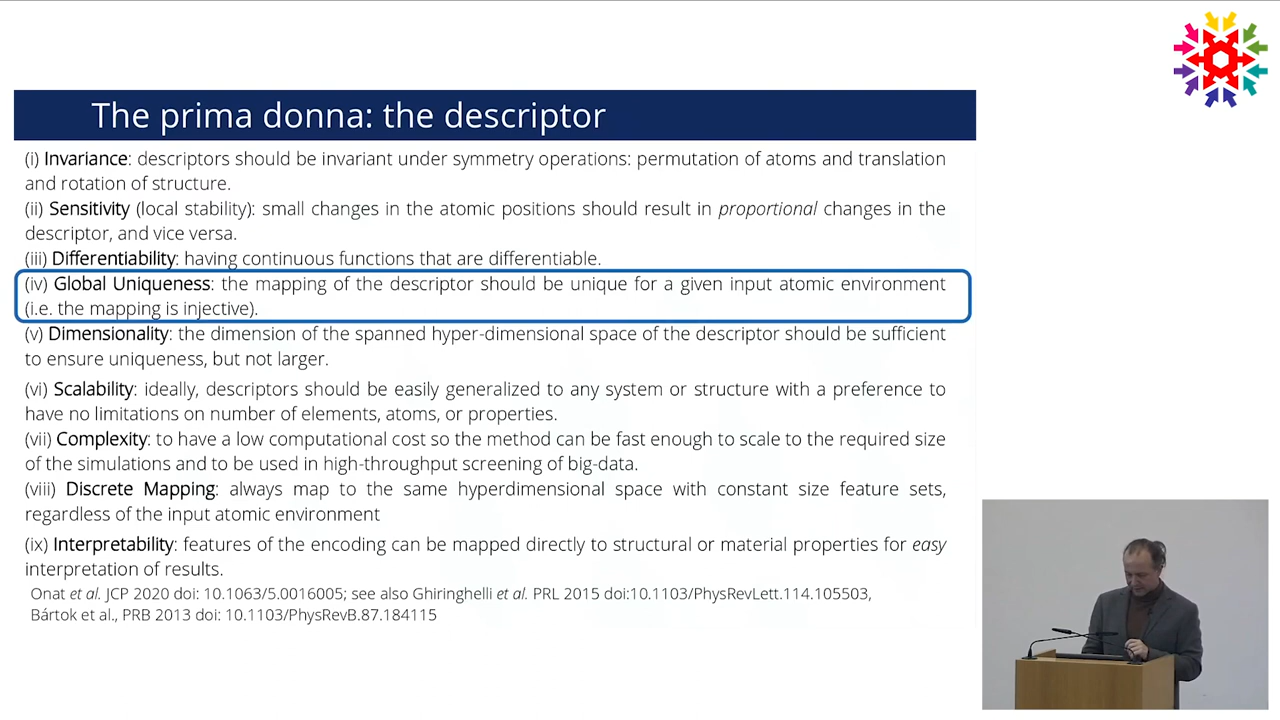 The prima donna: the descriptor
(i) Invariance: descriptors should be invariant under symmetry operations: permutation of atoms and translation
and rotation of structure.
(ii) Sensitivity (local stability): small changes in the atomic positions should result in proportional changes in the
descriptor, and vice versa.
(iii) Differentiability: having continuous functions that are differentiable.
(iv) Global Uniqueness: the mapping of the descriptor should be unique for a given input atomic environment
(i.e. the mapping is injective).
(v) Dimensionality: the dimension of the spanned hyper-dimensional space of the descriptor should be sufficient
to ensure uniqueness, but not larger.
(vi) Scalability: ideally, descriptors should be easily generalized to any system or structure with a preference to
have no limitations on number of elements, atoms, or properties.
(vii) Complexity: to have a low computational cost so the method can be fast enough to scale to the required size
of the simulations and to be used in high-throughput screening of big-data.
(viii) Discrete Mapping: always map to the same hyperdimensional space with constant size feature sets,
regardless of the input atomic environment
(ix) Interpretability: features of the encoding can be mapped directly to structural or material properties for easy
interpretation of results.
Onat et al. JCP 2020 doi: 10.1063/5.0016005; see also Ghiringhelli et al. PRL 2015 doi:10.1103/PhysRevLett.114.105503,
Bártok et al., PRB 2013 doi: 10.1103/PhysRevB.87.184115